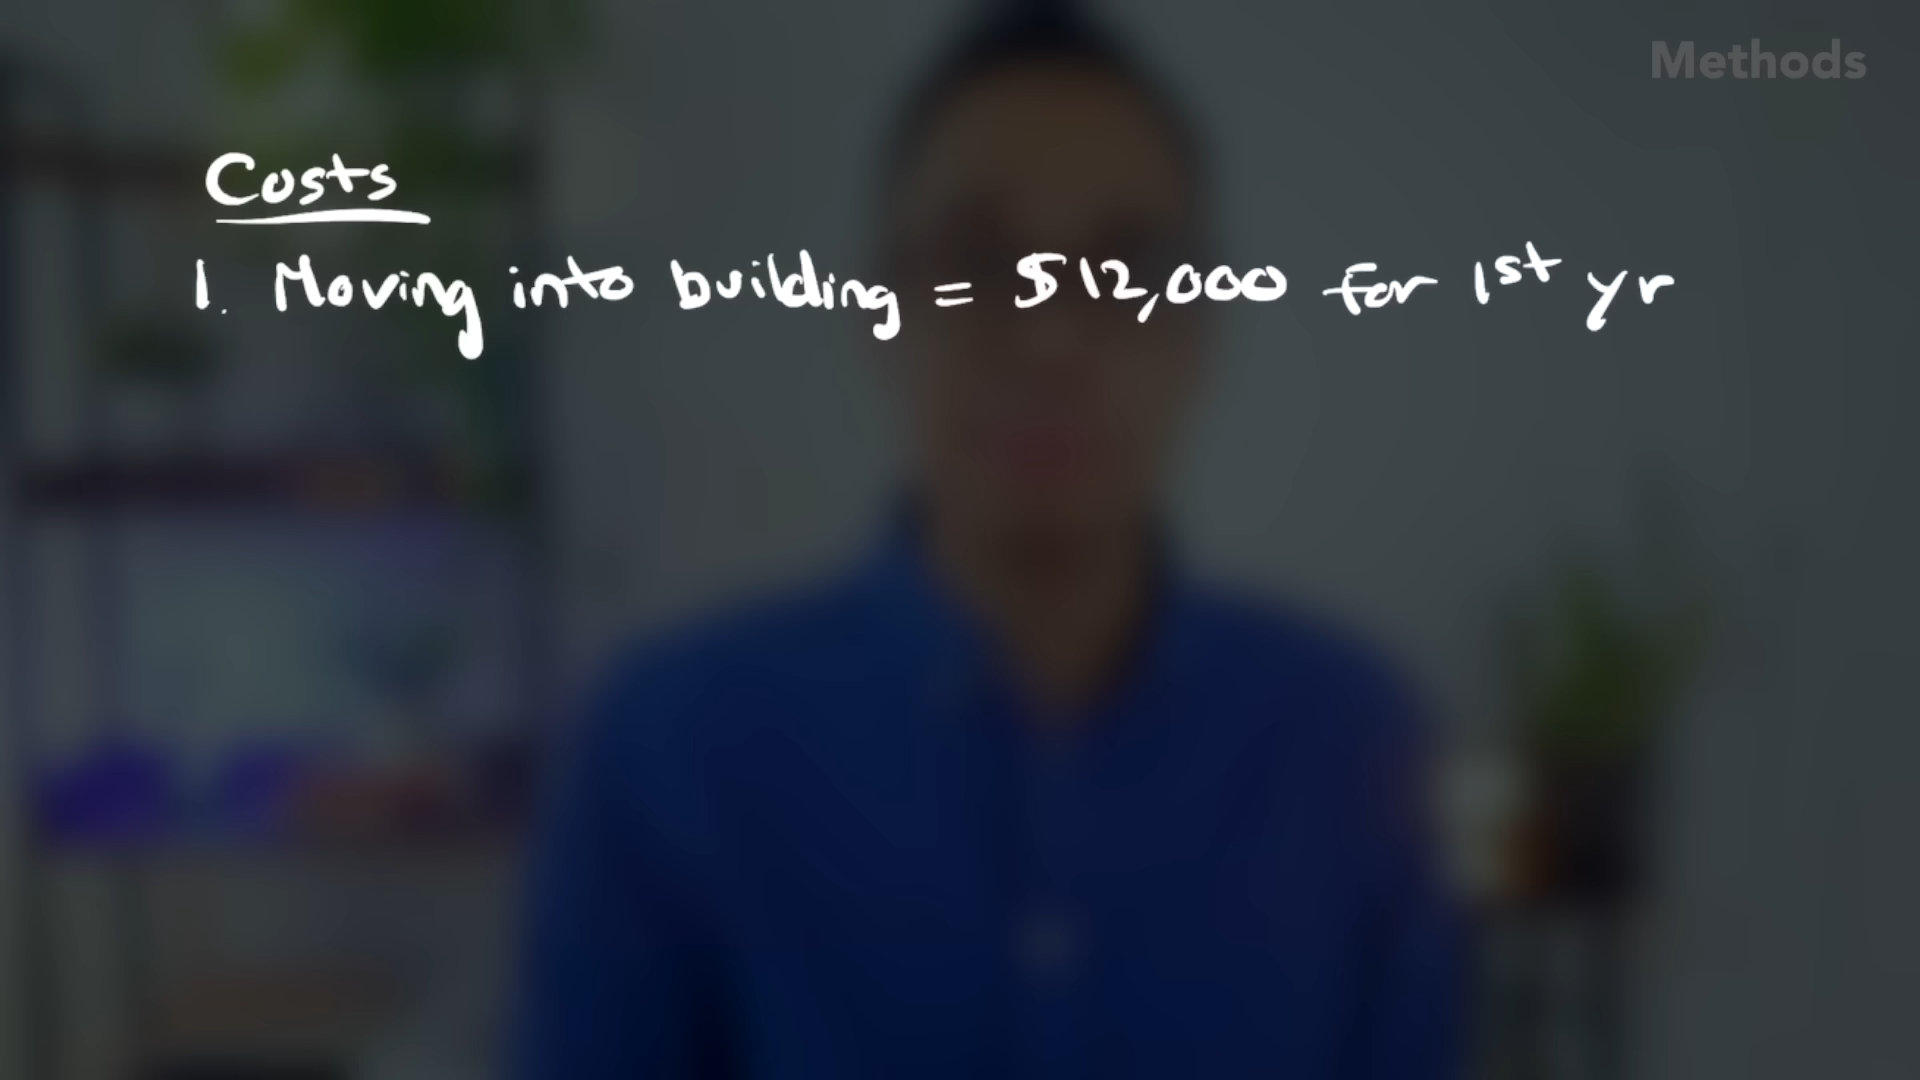 Methods
Costs
1. Moving into building = $12,000 for 1st yr